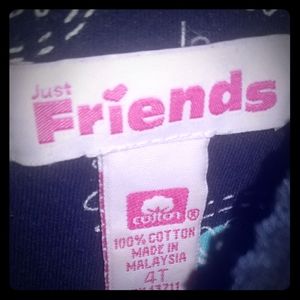 Just
Friends
cotton®
100% COTTON
MADE IN
MALAYSIA
4T